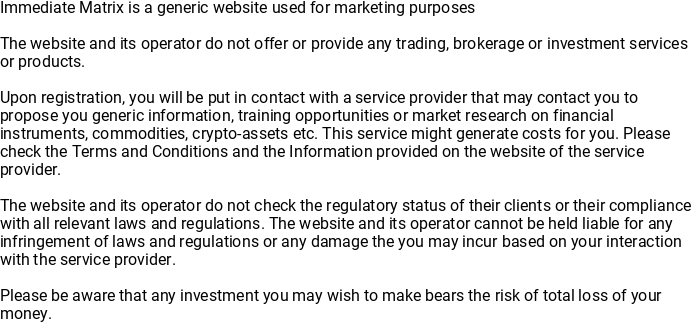 Immediate Matrix is a generic website used for marketing purposes
The website and its operator do not offer or provide any trading, brokerage or investment services
or products.
Upon registration, you will be put in contact with a service provider that may contact you to
propose you generic information, training opportunities or market research on financial
instruments, commodities, crypto-assets etc. This service might generate costs for you. Please
check the Terms and Conditions and the Information provided on the website of the service
provider.
The website and its operator do not check the regulatory status of their clients or their compliance
with all relevant laws and regulations. The website and its operator cannot be held liable for any
infringement of laws and regulations or any damage the you may incur based on your interaction
with the service provider.
Please be aware that any investment you may wish to make bears the risk of total loss of your
money.